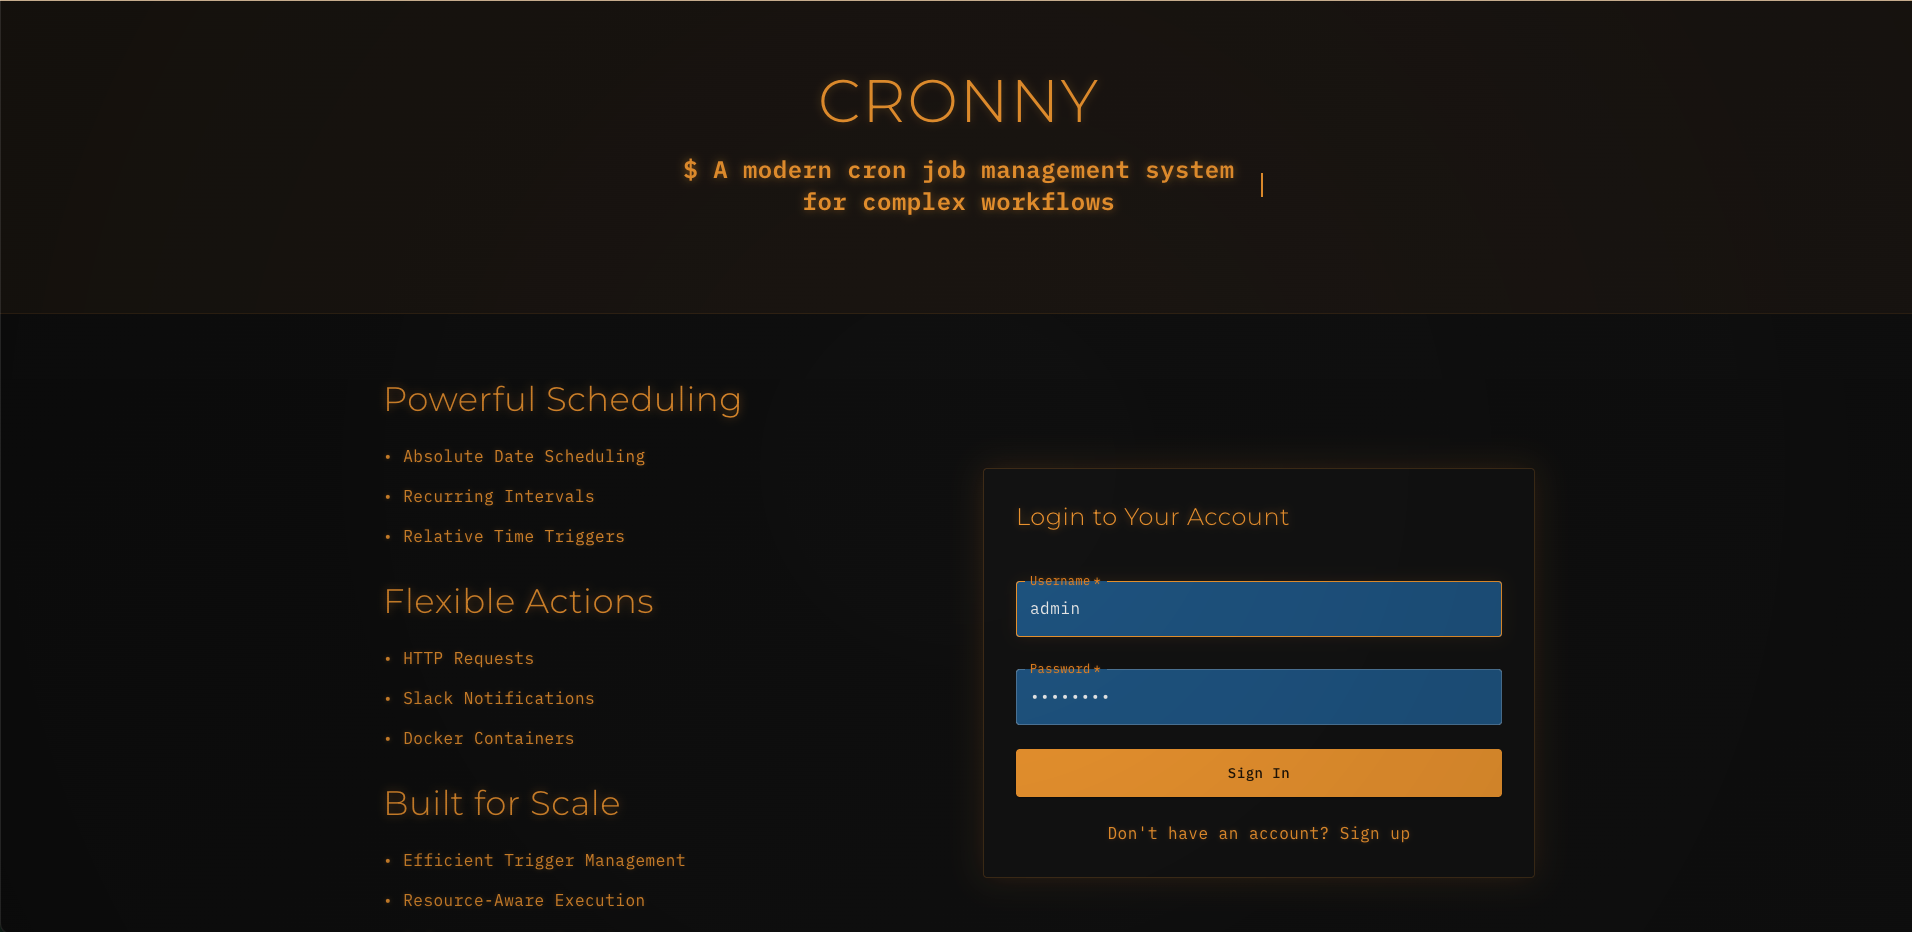 CRONNY
$ A modern cron job management system
for complex workflows
Powerful Scheduling
• Absolute Date Scheduling
• Recurring Intervals
• Relative Time Triggers
Flexible Actions
• HTTP Requests
• Slack Notifications
• Docker Containers
Built for Scale
• Efficient Trigger Management
• Resource-Aware Execution
Login to Your Account
Username *
admin
Password *
••••••••
Sign In
Don't have an account? Sign up